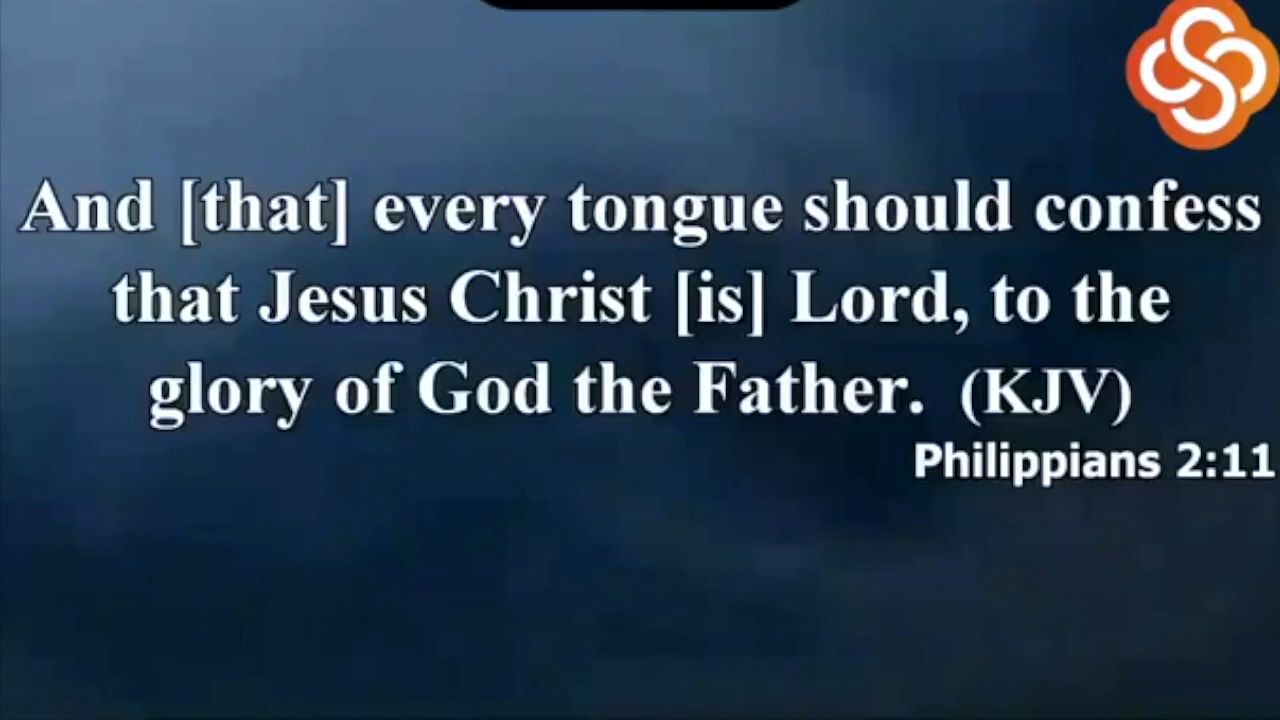 And [that] every tongue should confess
that Jesus Christ [is] Lord, to the
glory of God the Father. (KJV)
Philippians 2:11